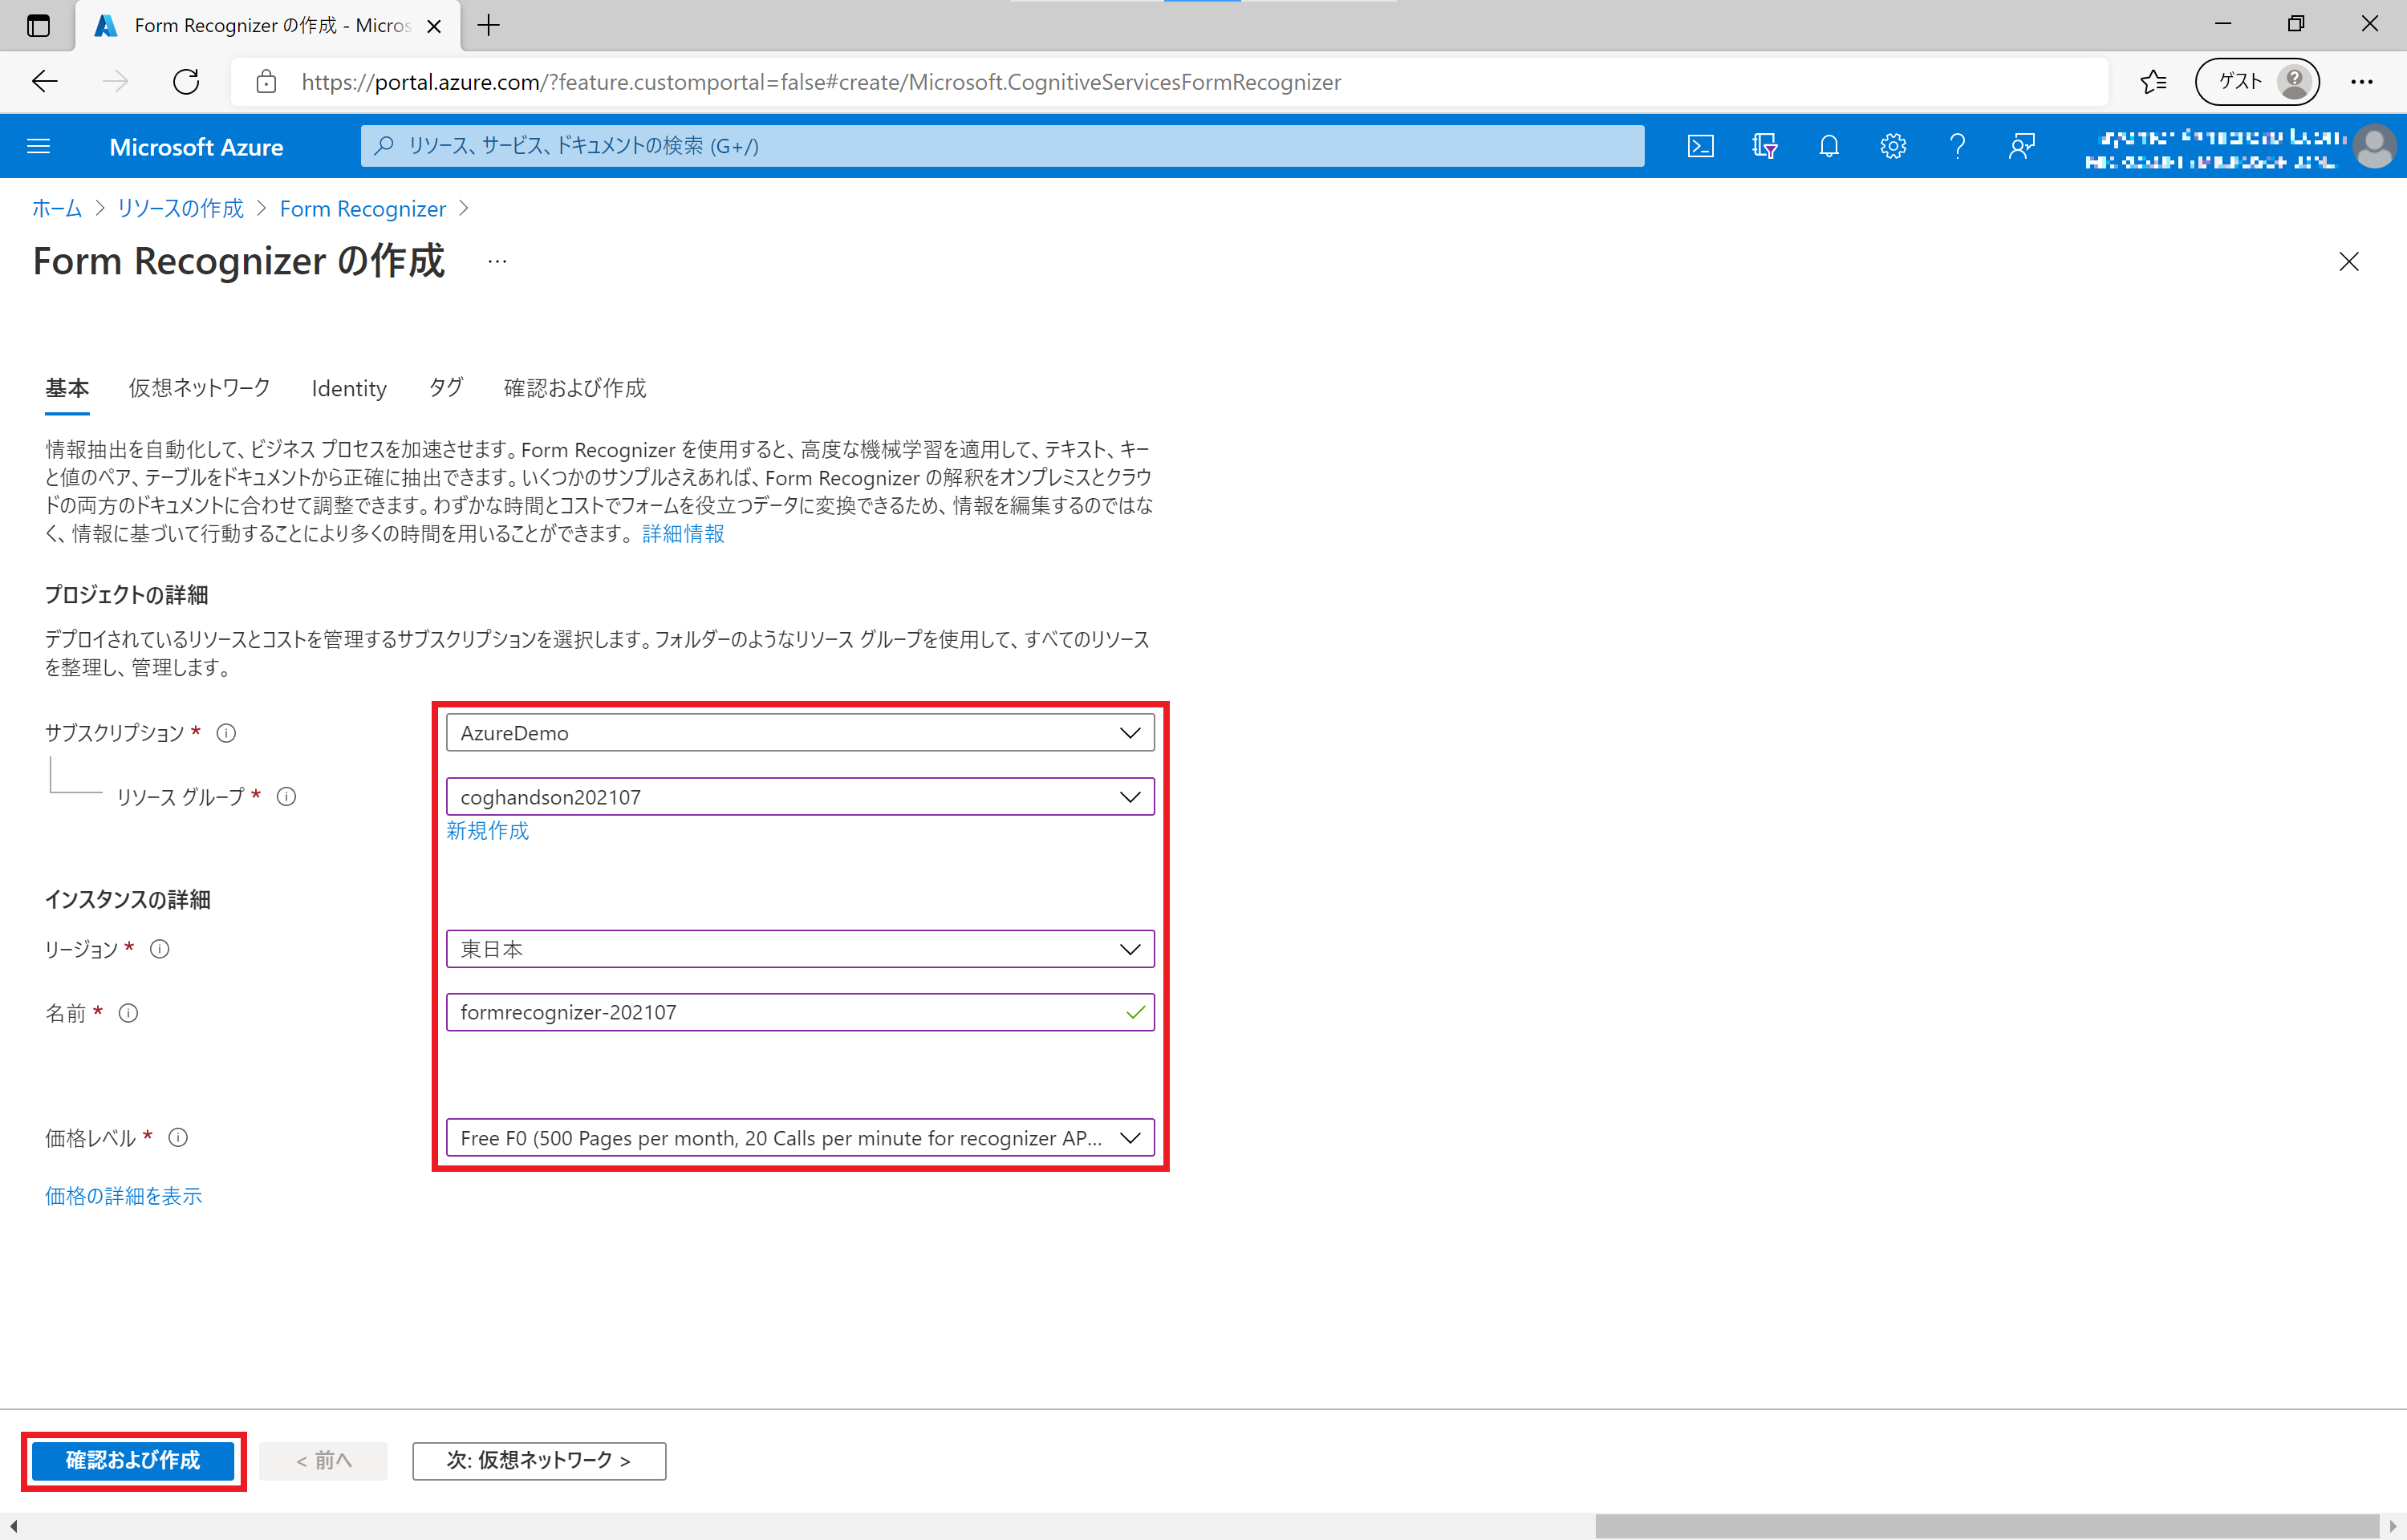 Form Recognizer の作成 - Micros
https://portal.azure.com/?feature.customportal=false#create/Microsoft.CognitiveServicesFormRecognizer
ゲスト
Microsoft Azure
リソース、サービス、ドキュメントの検索 (G+/)
ホーム > リソースの作成 > Form Recognizer >
Form Recognizer の作成 ...
基本 仮想ネットワーク Identity タグ 確認および作成
情報抽出を自動化して、ビジネス プロセスを加速させます。Form Recognizer を使用すると、高度な機械学習を適用して、テキスト、キー
と値のペア、テーブルをドキュメントから正確に抽出できます。いくつかのサンプルさえあれば、Form Recognizer の解釈をオンプレミスとクラウ
ドの両方のドキュメントに合わせて調整できます。わずかな時間とコストでフォームを役立つデータに変換できるため、情報を編集するのではな
く、情報に基づいて行動することにより多くの時間を用いることができます。 詳細情報
プロジェクトの詳細
デプロイされているリソースとコストを管理するサブスクリプションを選択します。フォルダーのようなリソース グループを使用して、すべてのリソース
を整理し、管理します。
サブスクリプション *
AzureDemo
リソース グループ *
coghandson202107
新規作成
インスタンスの詳細
リージョン *
東日本
名前 *
formrecognizer-202107
価格レベル *
Free F0 (500 Pages per month, 20 Calls per minute for recognizer AP...
価格の詳細を表示
確認および作成
< 前へ
次: 仮想ネットワーク >